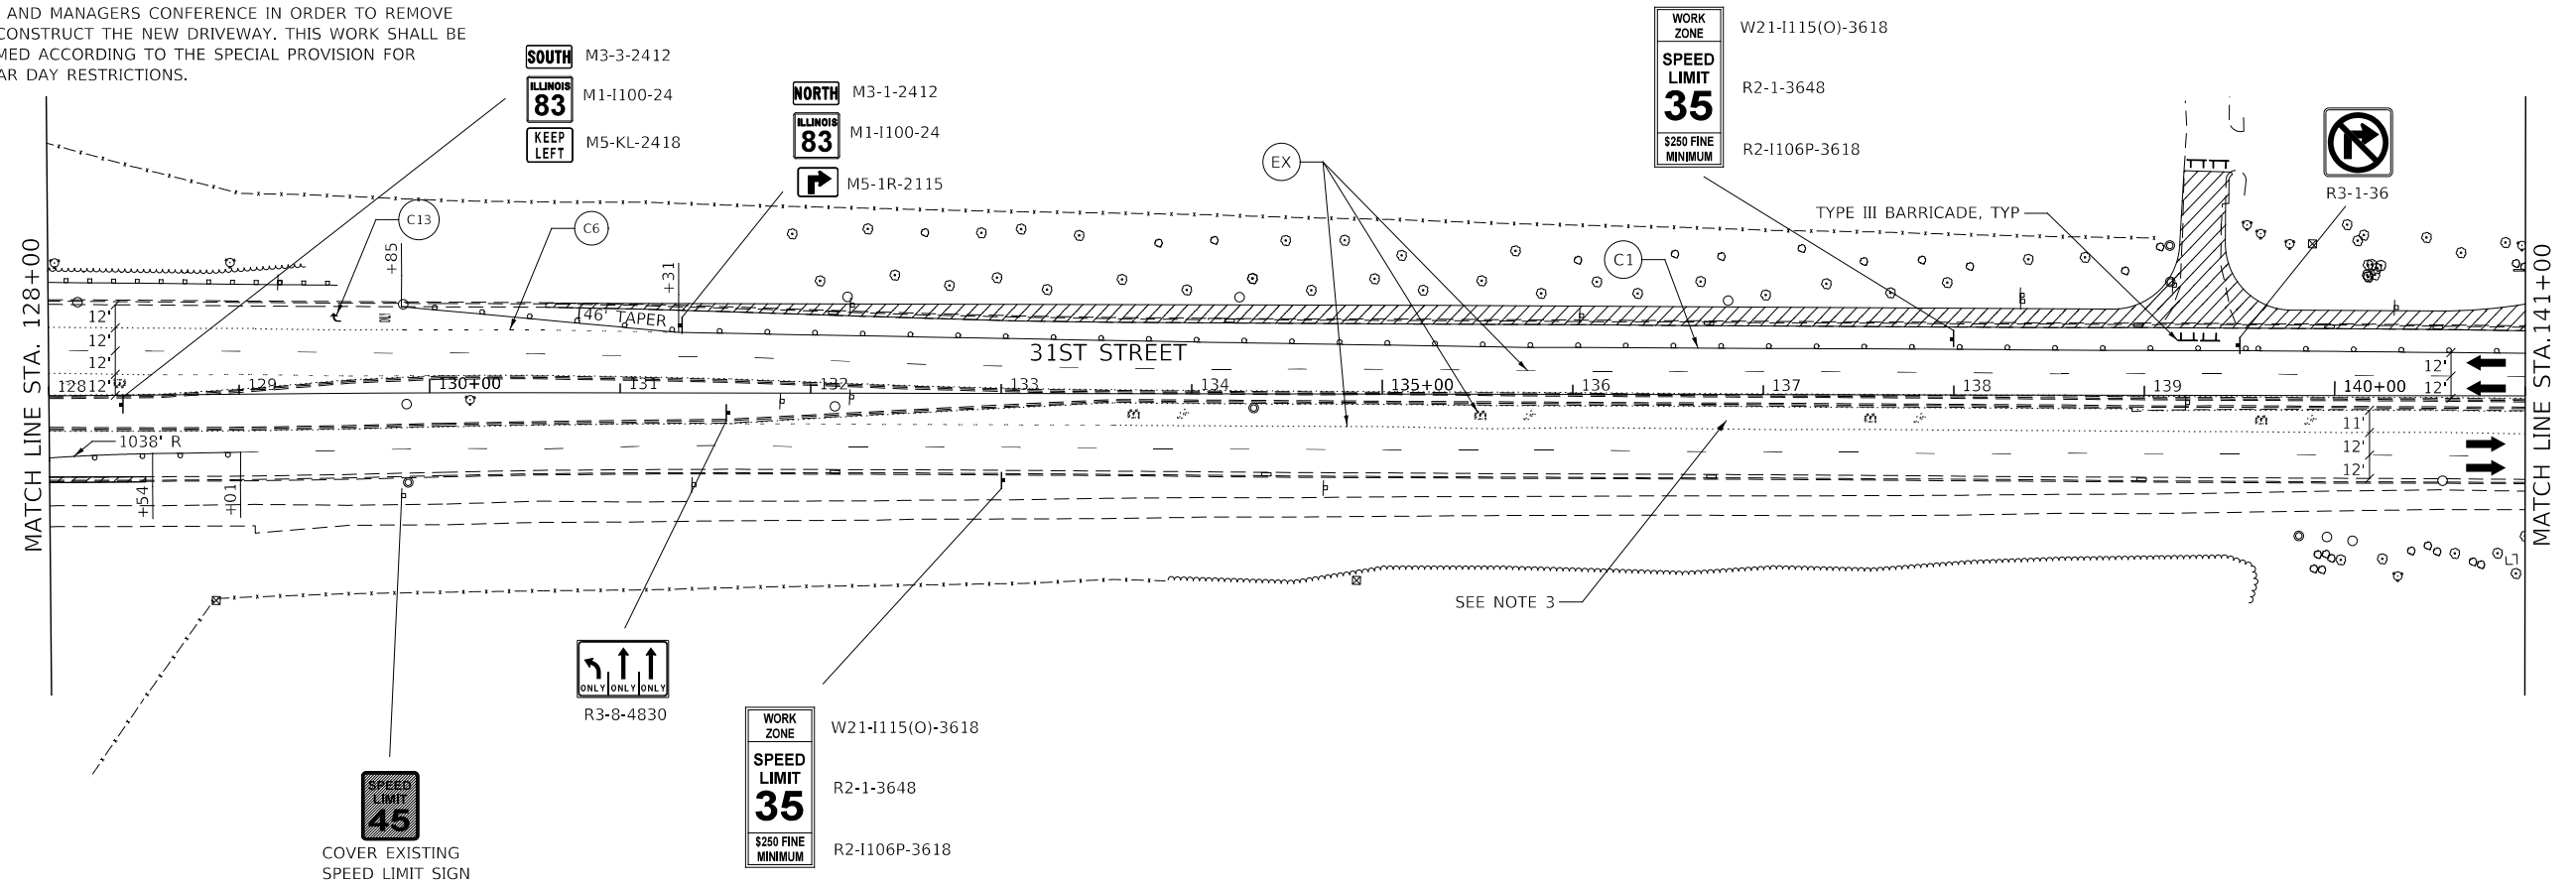 AND MANAGERS CONFERENCE IN ORDER TO REMOVE
CONSTRUCT THE NEW DRIVEWAY. THIS WORK SHALL BE
MED ACCORDING TO THE SPECIAL PROVISION FOR
AR DAY RESTRICTIONS.
SOUTH M3-3-2412
ILLINOIS
83 M1-I100-24
KEEP
LEFT M5-KL-2418
NORTH M3-1-2412
ILLINOIS
83 M1-I100-24
M5-1R-2115
WORK
ZONE
W21-I115(O)-3618
SPEED
LIMIT
35
R2-1-3648
$250 FINE
MINIMUM
R2-I106P-3618
R3-1-36
EX
TYPE III BARRICADE, TYP
C13
C6
C1
+85
+31
MATCH LINE STA. 128+00
12'
12'
12'
12'
146' TAPER
31ST STREET
128
129
130+00
131
132
133
134
135+00
136
137
138
139
140+00
12'
12'
11'
12'
12'
MATCH LINE STA.141+00
1038' R
+54
+01
SEE NOTE 3
ONLY ONLY ONLY
R3-8-4830
WORK
ZONE
W21-I115(O)-3618
SPEED
LIMIT
35
R2-1-3648
$250 FINE
MINIMUM
R2-I106P-3618
SPEED
LIMIT
45
COVER EXISTING
SPEED LIMIT SIGN